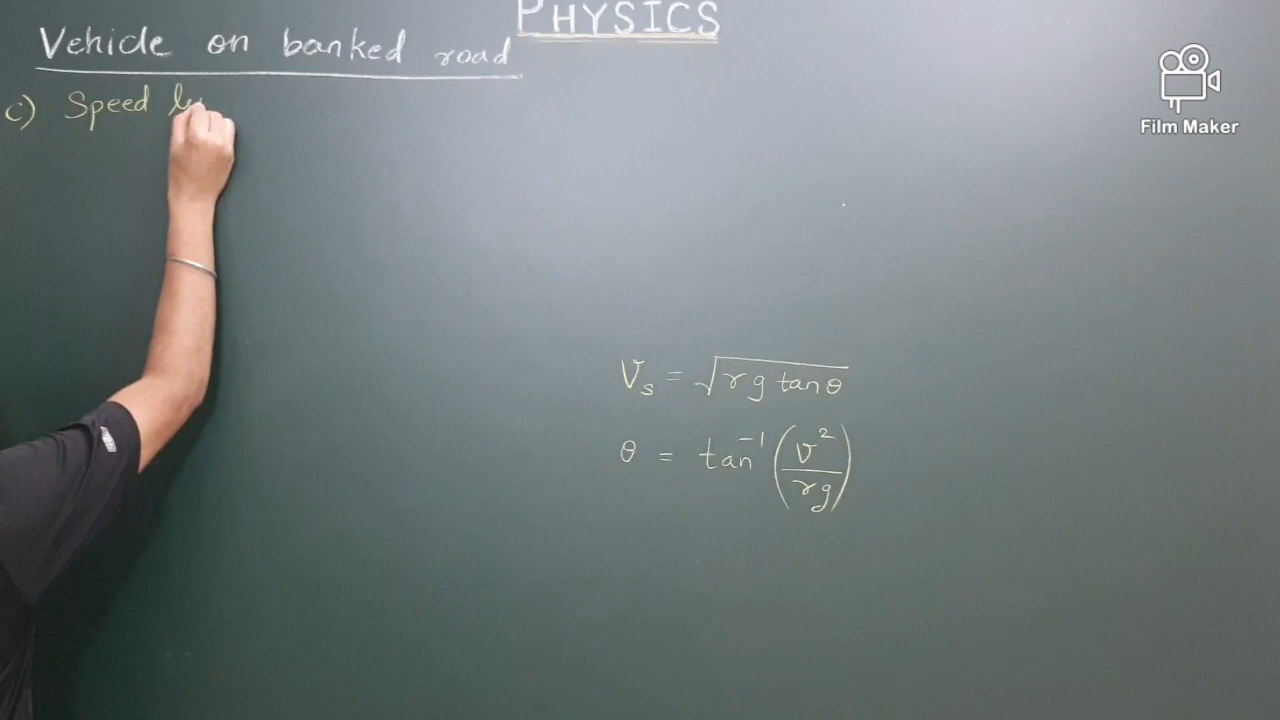 PHYSICS
Vehicle on banked road
c) Speed
Film Maker
Vs = √rg tanθ
θ = tan⁻¹ (v²/rg)